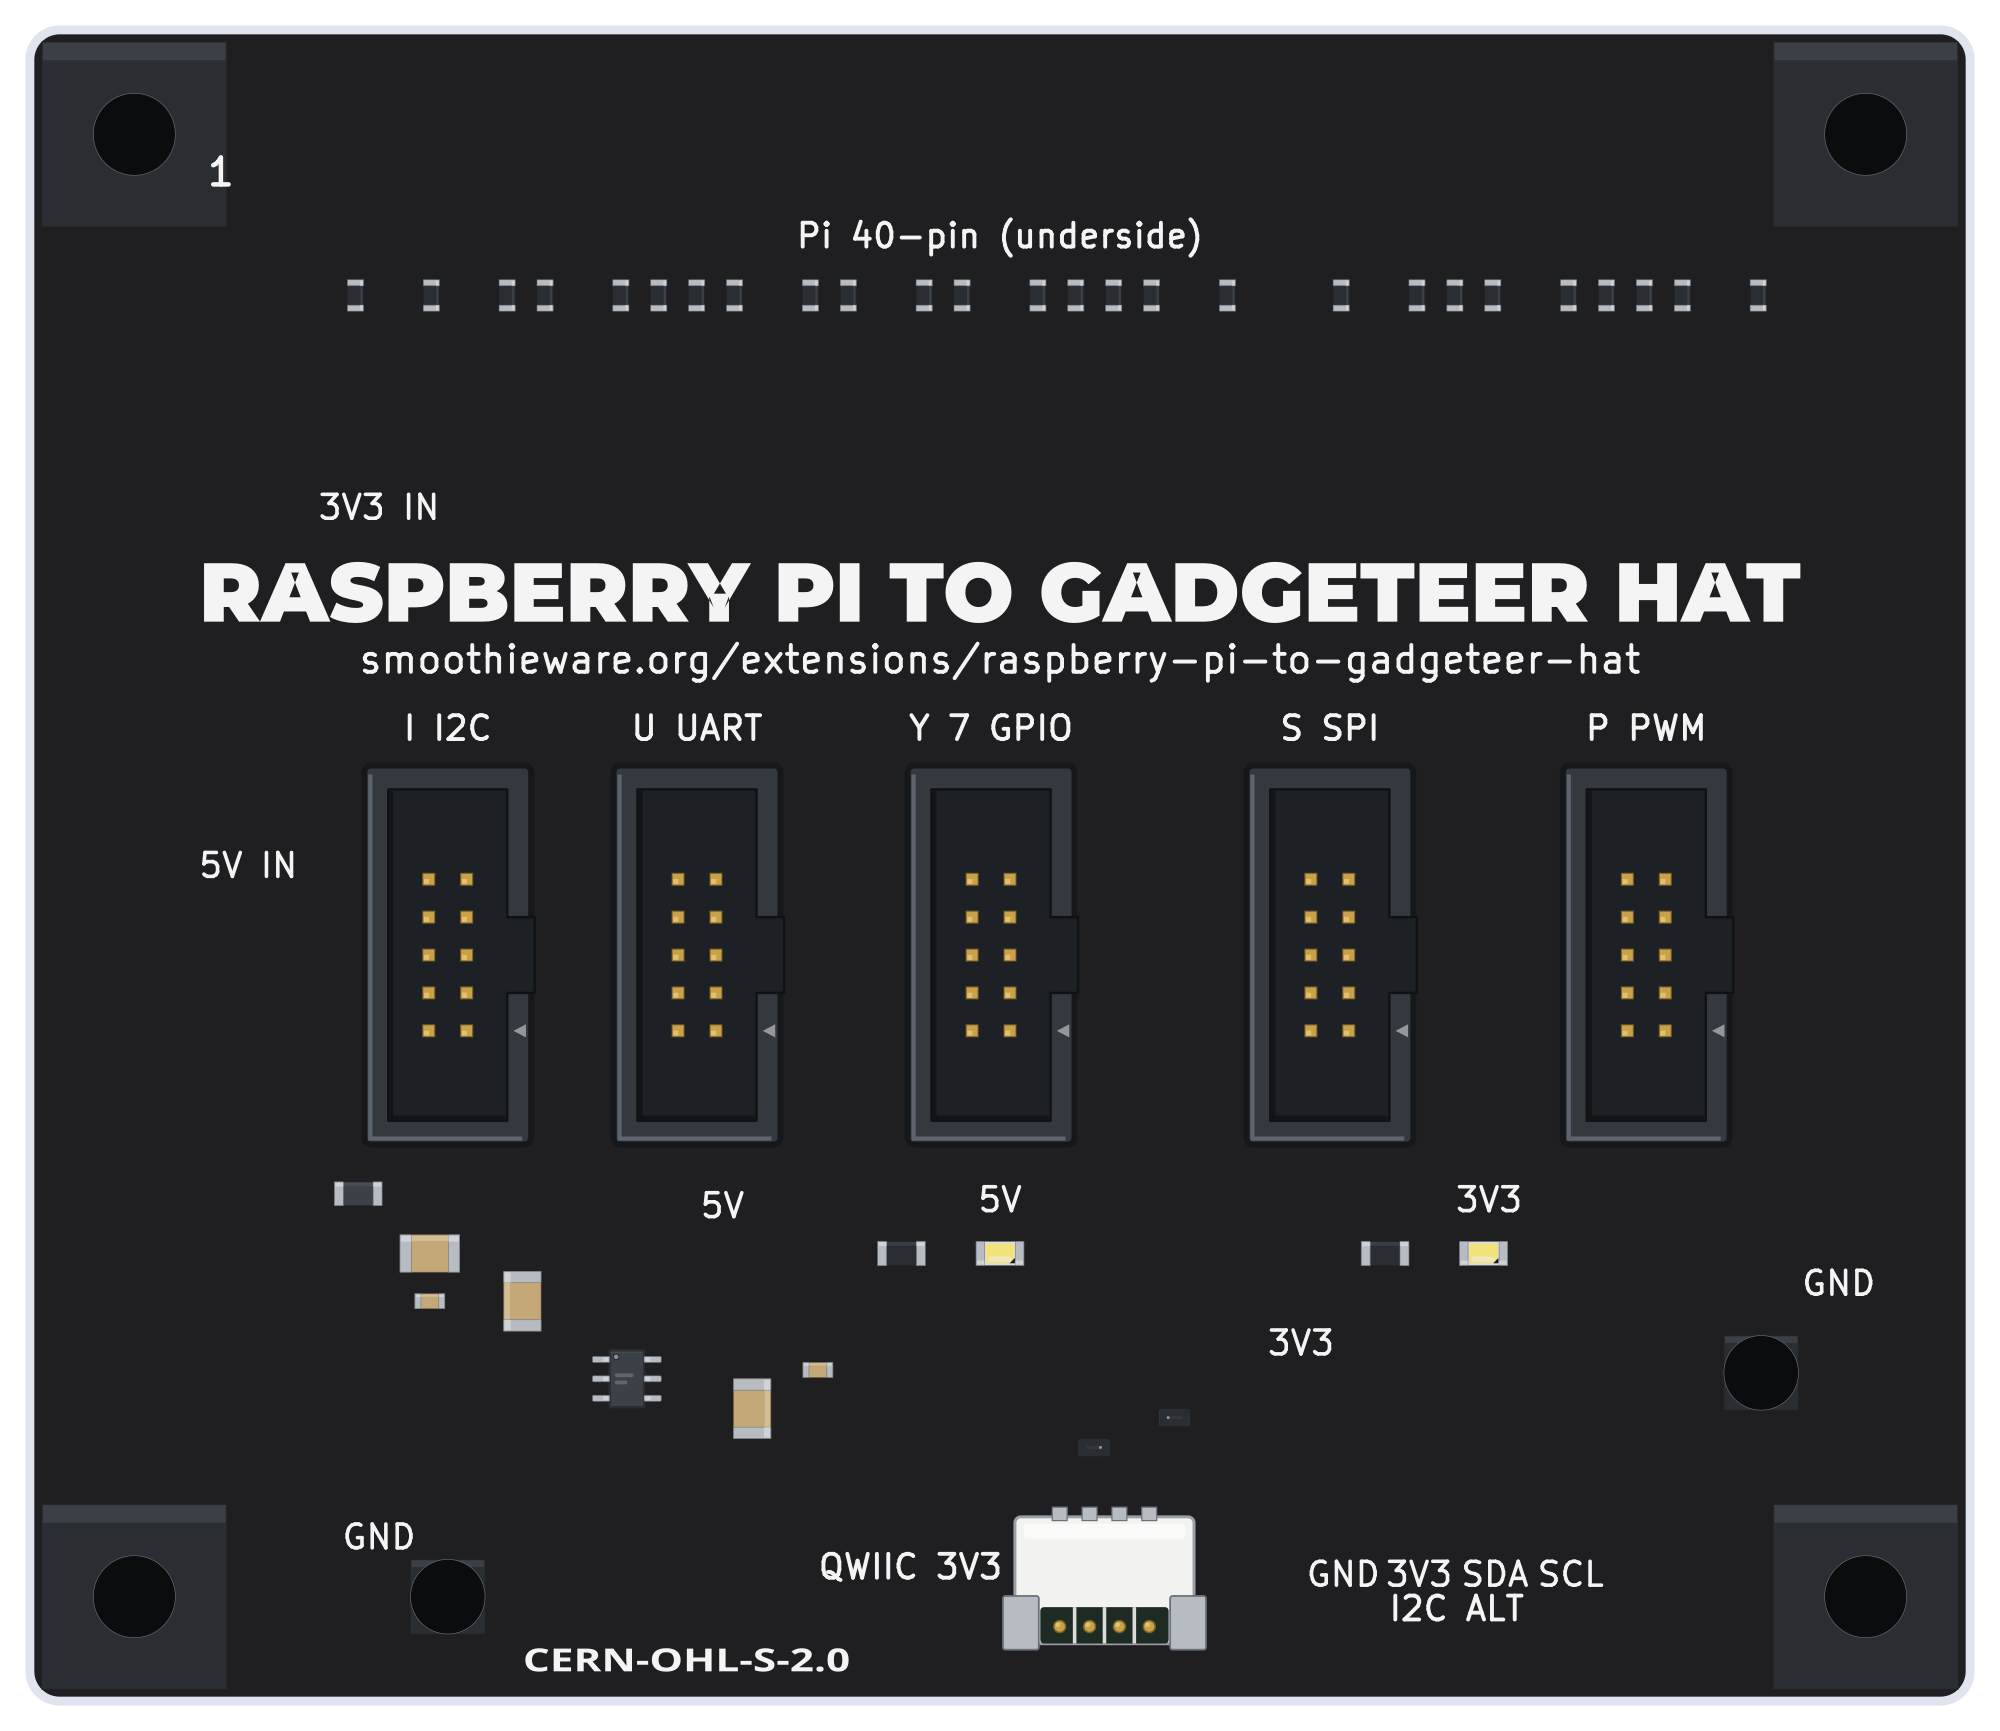 1
Pi 40-pin (underside)
3V3 IN
RASPBERRY PI TO GADGETEER HAT
smoothieware.org/extensions/raspberry-pi-to-gadgeteer-hat
I I2C
U UART
Y 7 GPIO
S SPI
P PWM
5V IN
5V
5V
3V3
GND
3V3
GND
QWIIC 3V3
GND 3V3 SDA SCL
I2C ALT
CERN-OHL-S-2.0